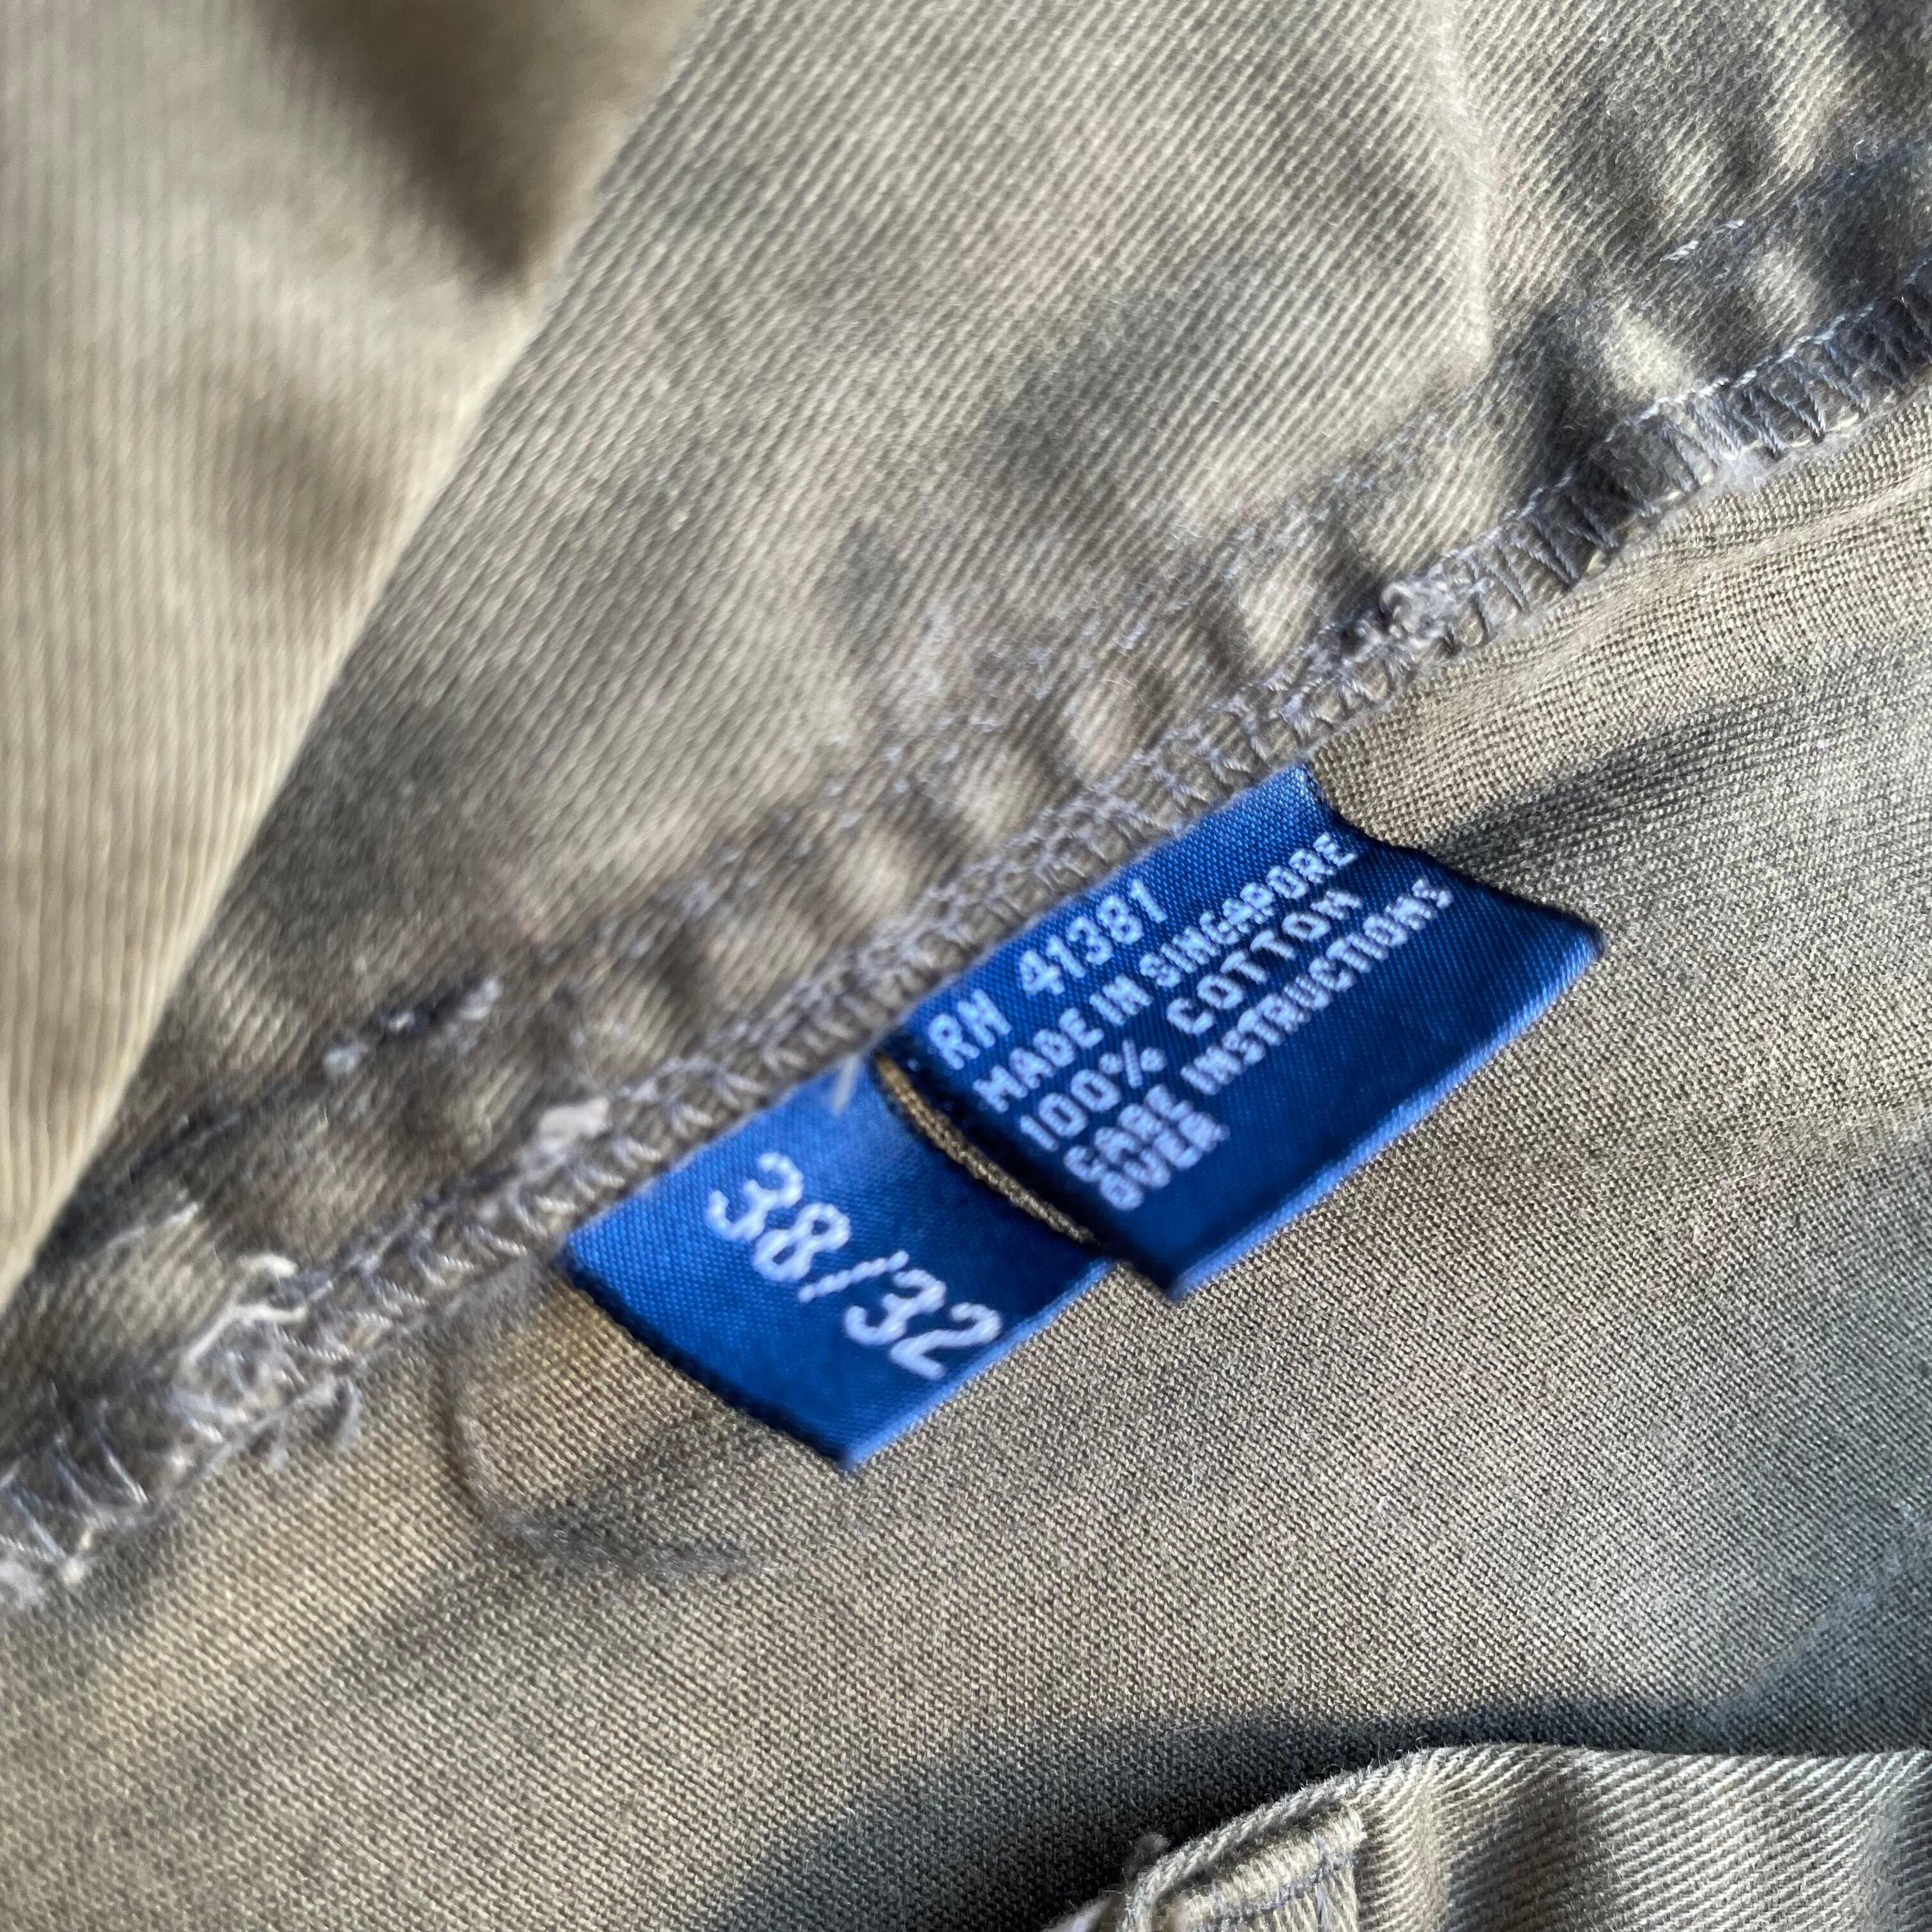 RN 41381
MADE IN SINGAPORE
100% COTTON
CARE INSTRUCTIONS
OVER
38/32